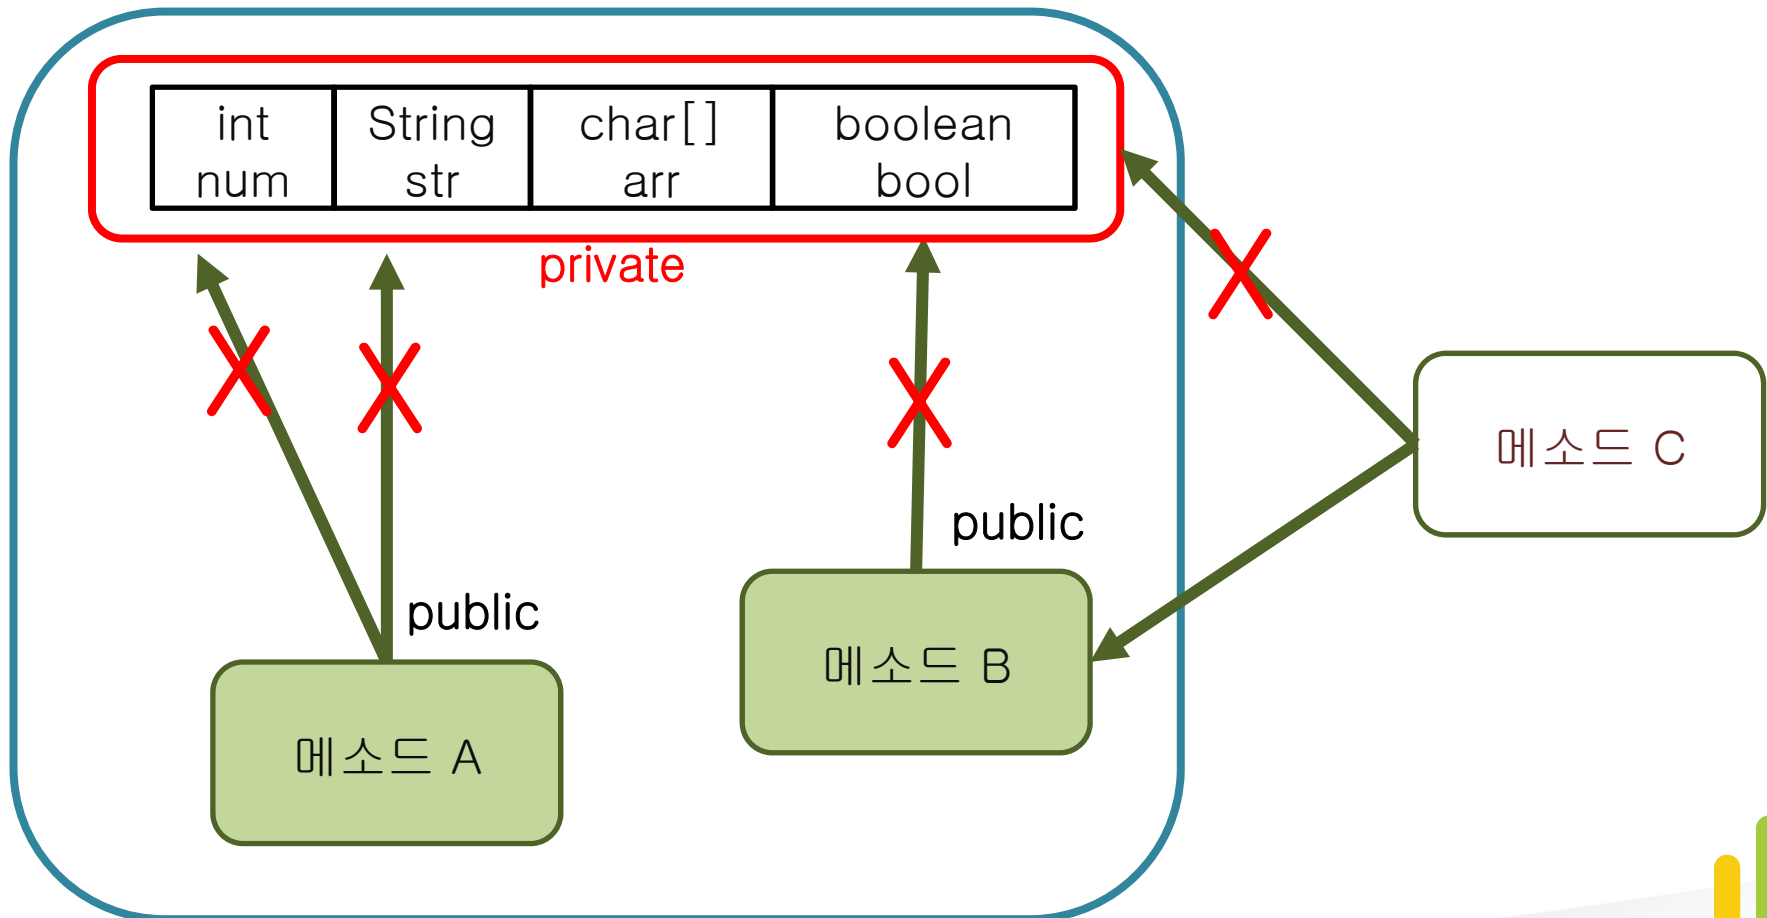 int
num
String
str
char[]
arr
boolean
bool
private
public
public
메소드 A
메소드 B
메소드 C